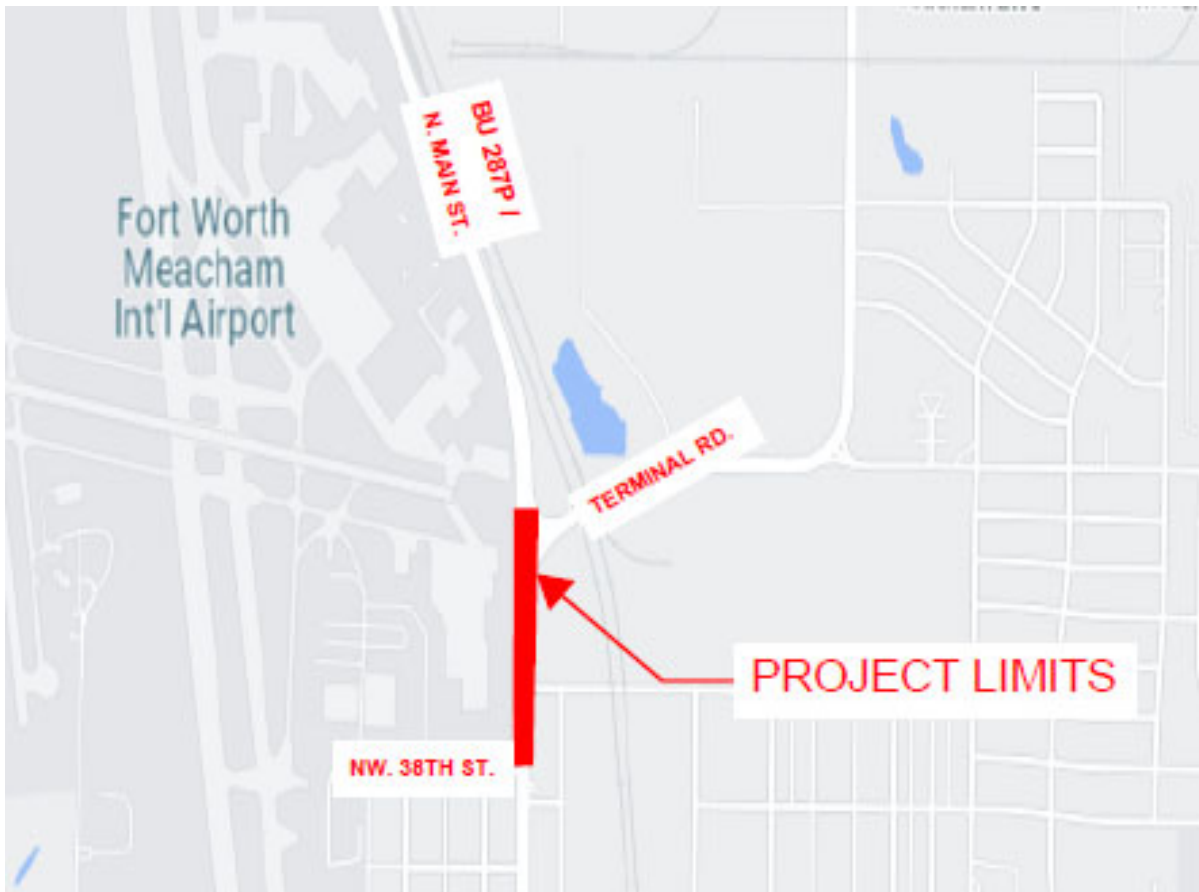 BU 287P /
N. MAIN ST.
Fort Worth
Meacham
Int'l Airport
TERMINAL RD.
PROJECT LIMITS
NW. 38TH ST.